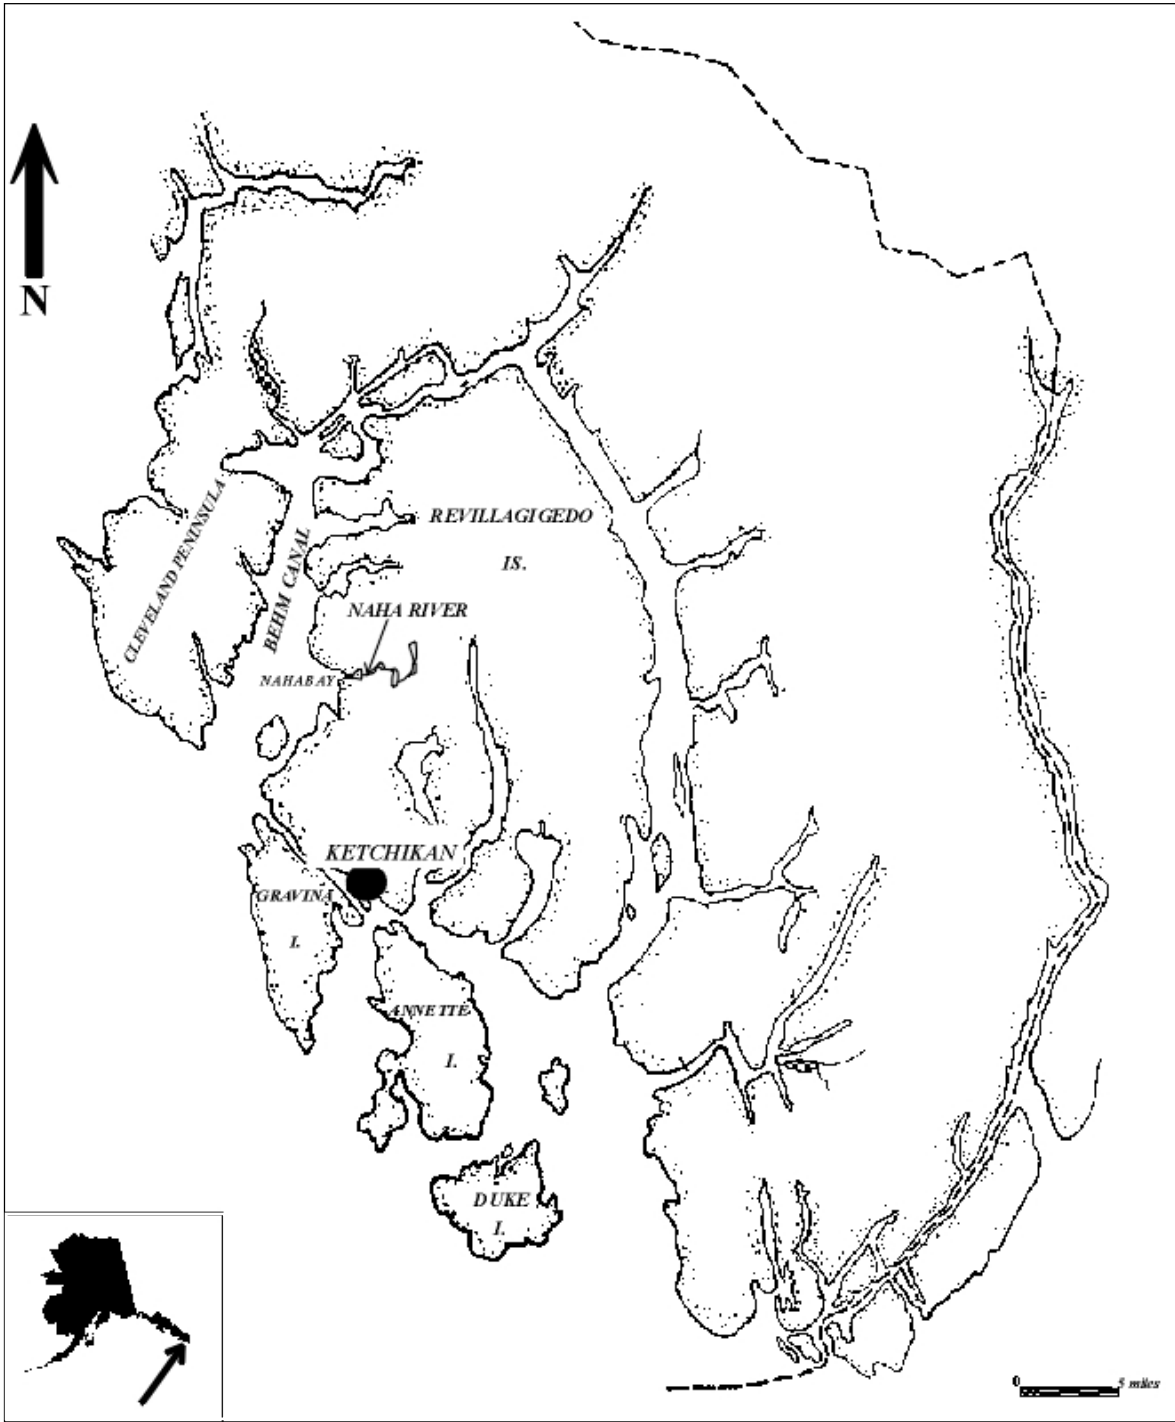 N
REVILLAGIGEDO
IS.
CLEVELAND PENINSULA
BEHM CANAL
NAHA RIVER
NAHA BAY
KETCHIKAN
GRAVINA
I.
ANNETTE
I.
DUKE
I.
0 5 miles